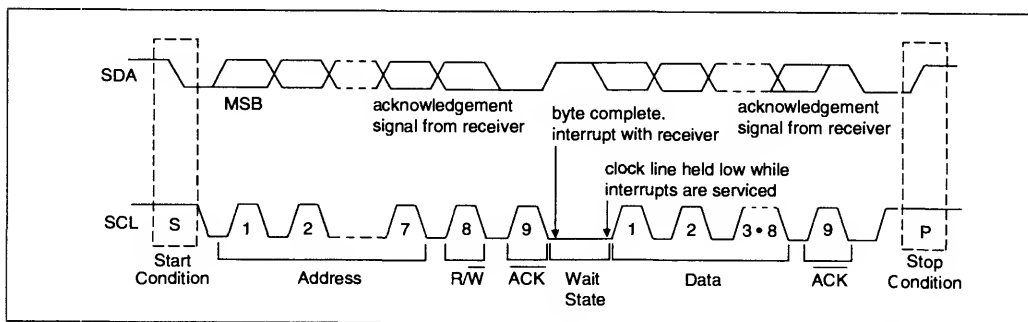 SDA
MSB
acknowledgement
signal from receiver
byte complete.
interrupt with receiver
acknowledgement
signal from receiver
clock line held low while
interrupts are serviced
SCL
S
1
2
7
8
9
1
2
3 • 8
9
P
Start
Condition
Address
R/W̅
A̅C̅K̅
Wait
State
Data
A̅C̅K̅
Stop
Condition